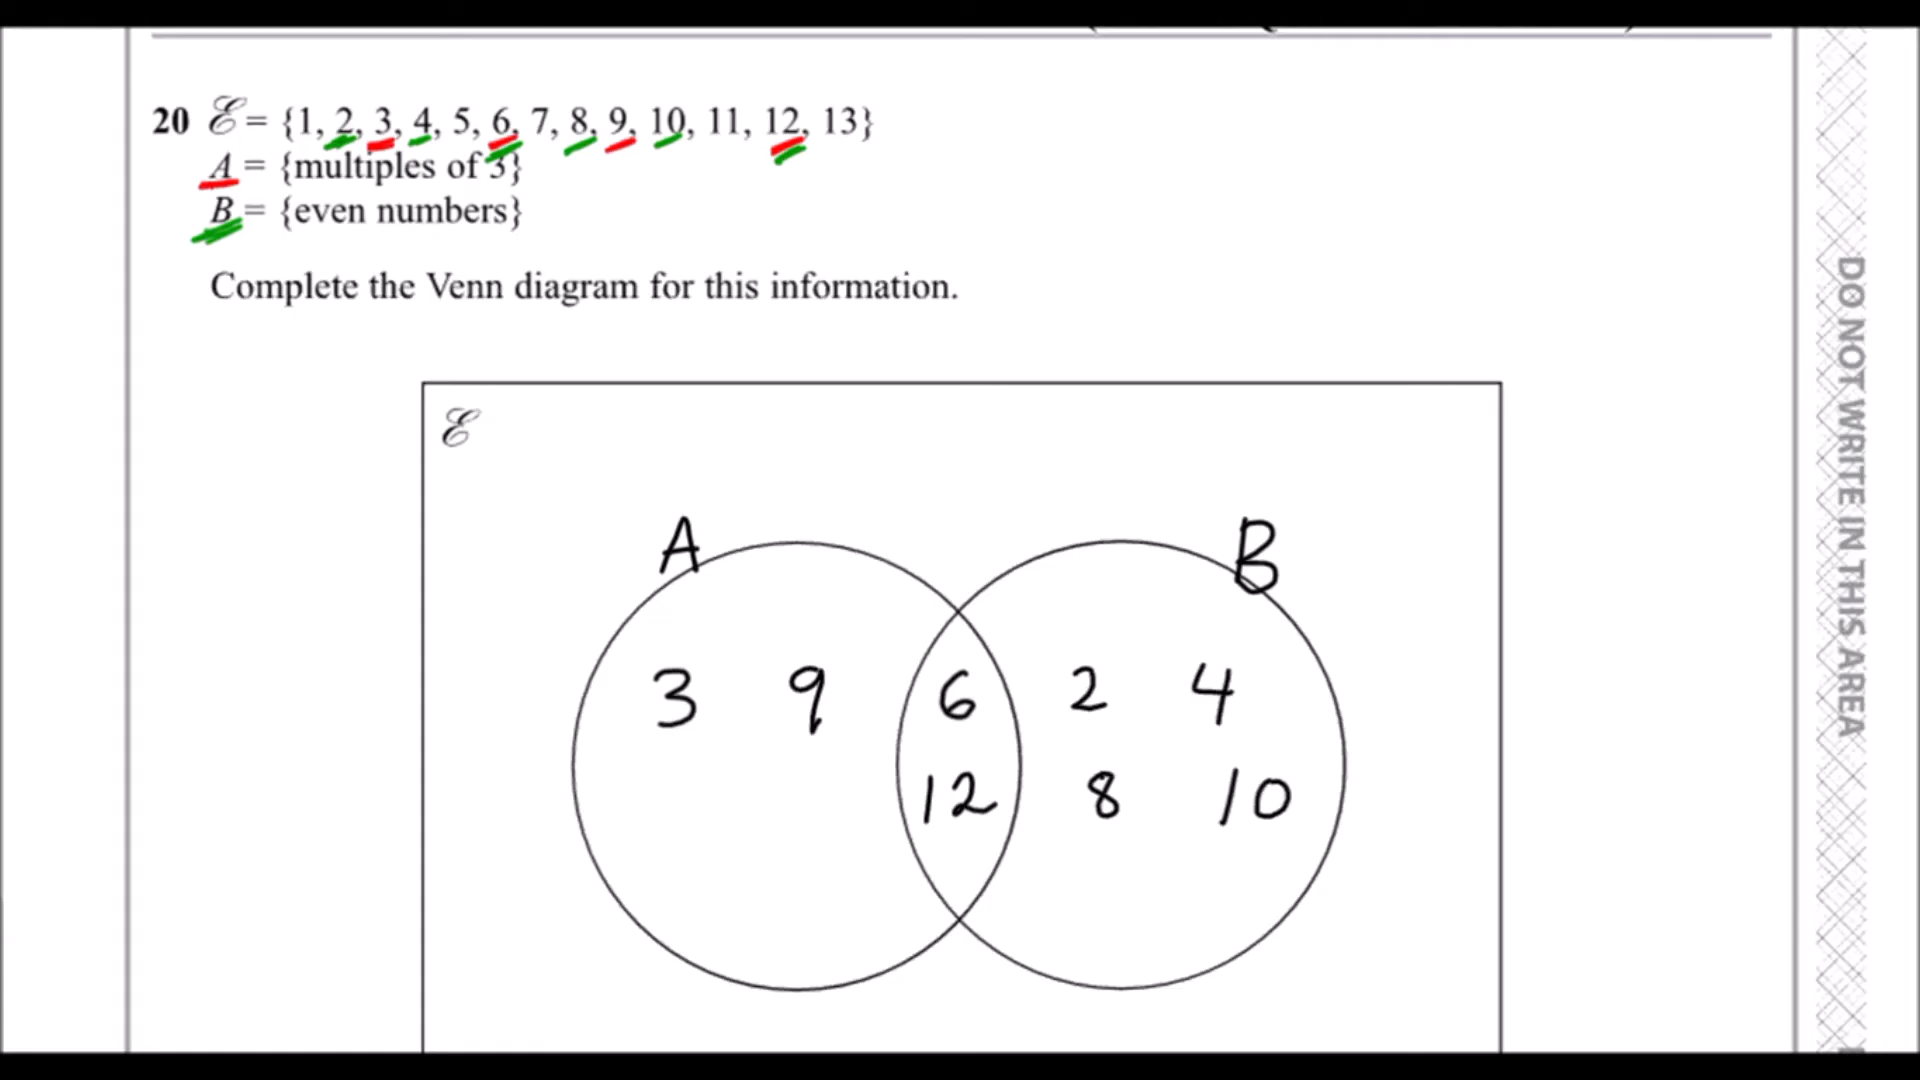 20 ℰ = {1, 2, 3, 4, 5, 6, 7, 8, 9, 10, 11, 12, 13}
A = {multiples of 3}
B = {even numbers}
Complete the Venn diagram for this information.
ℰ
A B
3 9 6 2 4
12 8 10
DO NOT WRITE IN THIS AREA